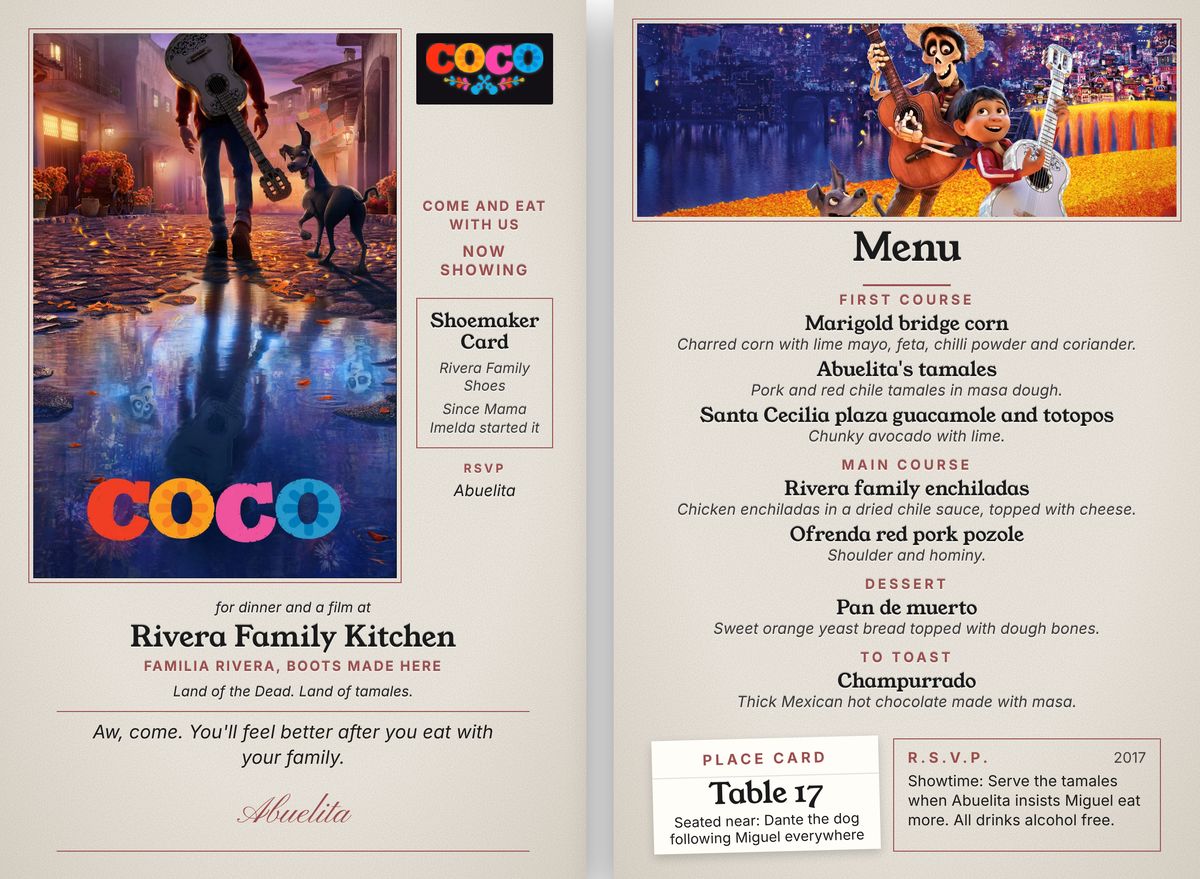 COCO
COME AND EAT
WITH US
NOW
SHOWING
Shoemaker
Card
Rivera Family
Shoes
Since Mama
Imelda started it
RSVP
Abuelita
COCO
for dinner and a film at
Rivera Family Kitchen
FAMILIA RIVERA, BOOTS MADE HERE
Land of the Dead. Land of tamales.
Aw, come. You'll feel better after you eat with
your family.
Abuelita
Menu
FIRST COURSE
Marigold bridge corn
Charred corn with lime mayo, feta, chilli powder and coriander.
Abuelita's tamales
Pork and red chile tamales in masa dough.
Santa Cecilia plaza guacamole and totopos
Chunky avocado with lime.
MAIN COURSE
Rivera family enchiladas
Chicken enchiladas in a dried chile sauce, topped with cheese.
Ofrenda red pork pozole
Shoulder and hominy.
DESSERT
Pan de muerto
Sweet orange yeast bread topped with dough bones.
TO TOAST
Champurrado
Thick Mexican hot chocolate made with masa.
PLACE CARD
Table 17
Seated near: Dante the dog
following Miguel everywhere
R.S.V.P. 2017
Showtime: Serve the tamales
when Abuelita insists Miguel eat
more. All drinks alcohol free.